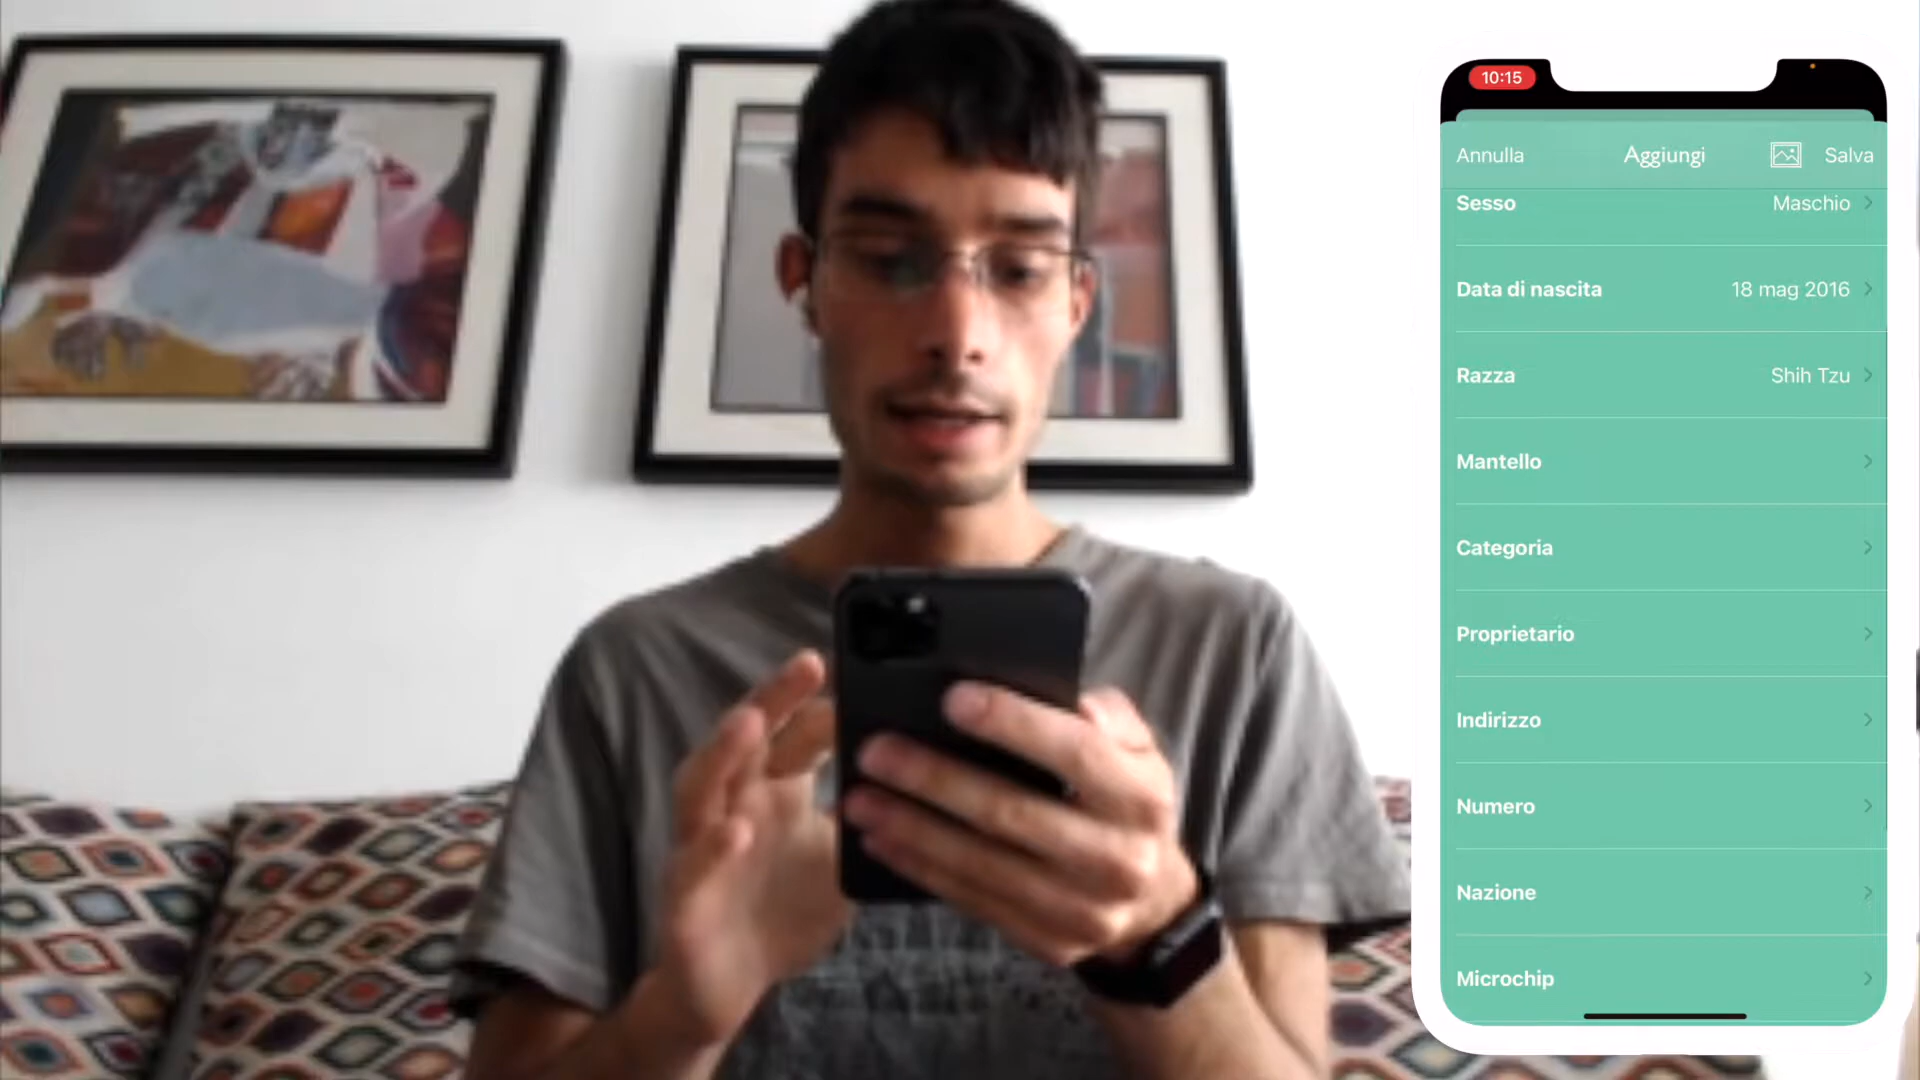 10:15
Annulla Aggiungi Salva
Sesso Maschio
Data di nascita 18 mag 2016
Razza Shih Tzu
Mantello
Categoria
Proprietario
Indirizzo
Numero
Nazione
Microchip